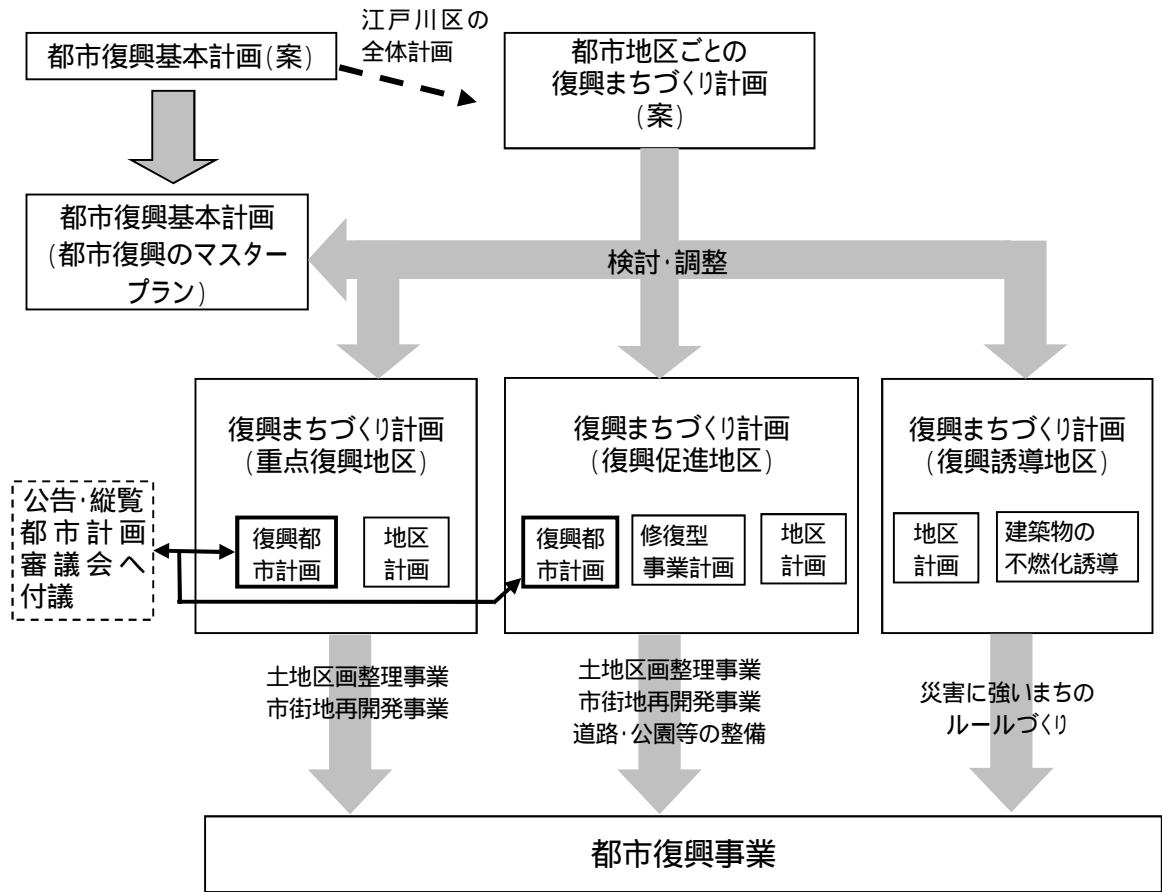 都市復興基本計画(案)
江戸川区の
全体計画
都市地区ごとの
復興まちづくり計画
(案)
都市復興基本計画
(都市復興のマスター
プラン)
検討・調整
復興まちづくり計画
(重点復興地区)
復興都
市計画
地区
計画
復興まちづくり計画
(復興促進地区)
復興都
市計画
修復型
事業計画
地区
計画
復興まちづくり計画
(復興誘導地区)
地区
計画
建築物の
不燃化誘導
公告・縦覧
都市計画
審議会へ
付議
土地区画整理事業
市街地再開発事業
土地区画整理事業
市街地再開発事業
道路・公園等の整備
災害に強いまちの
ルールづくり
都市復興事業